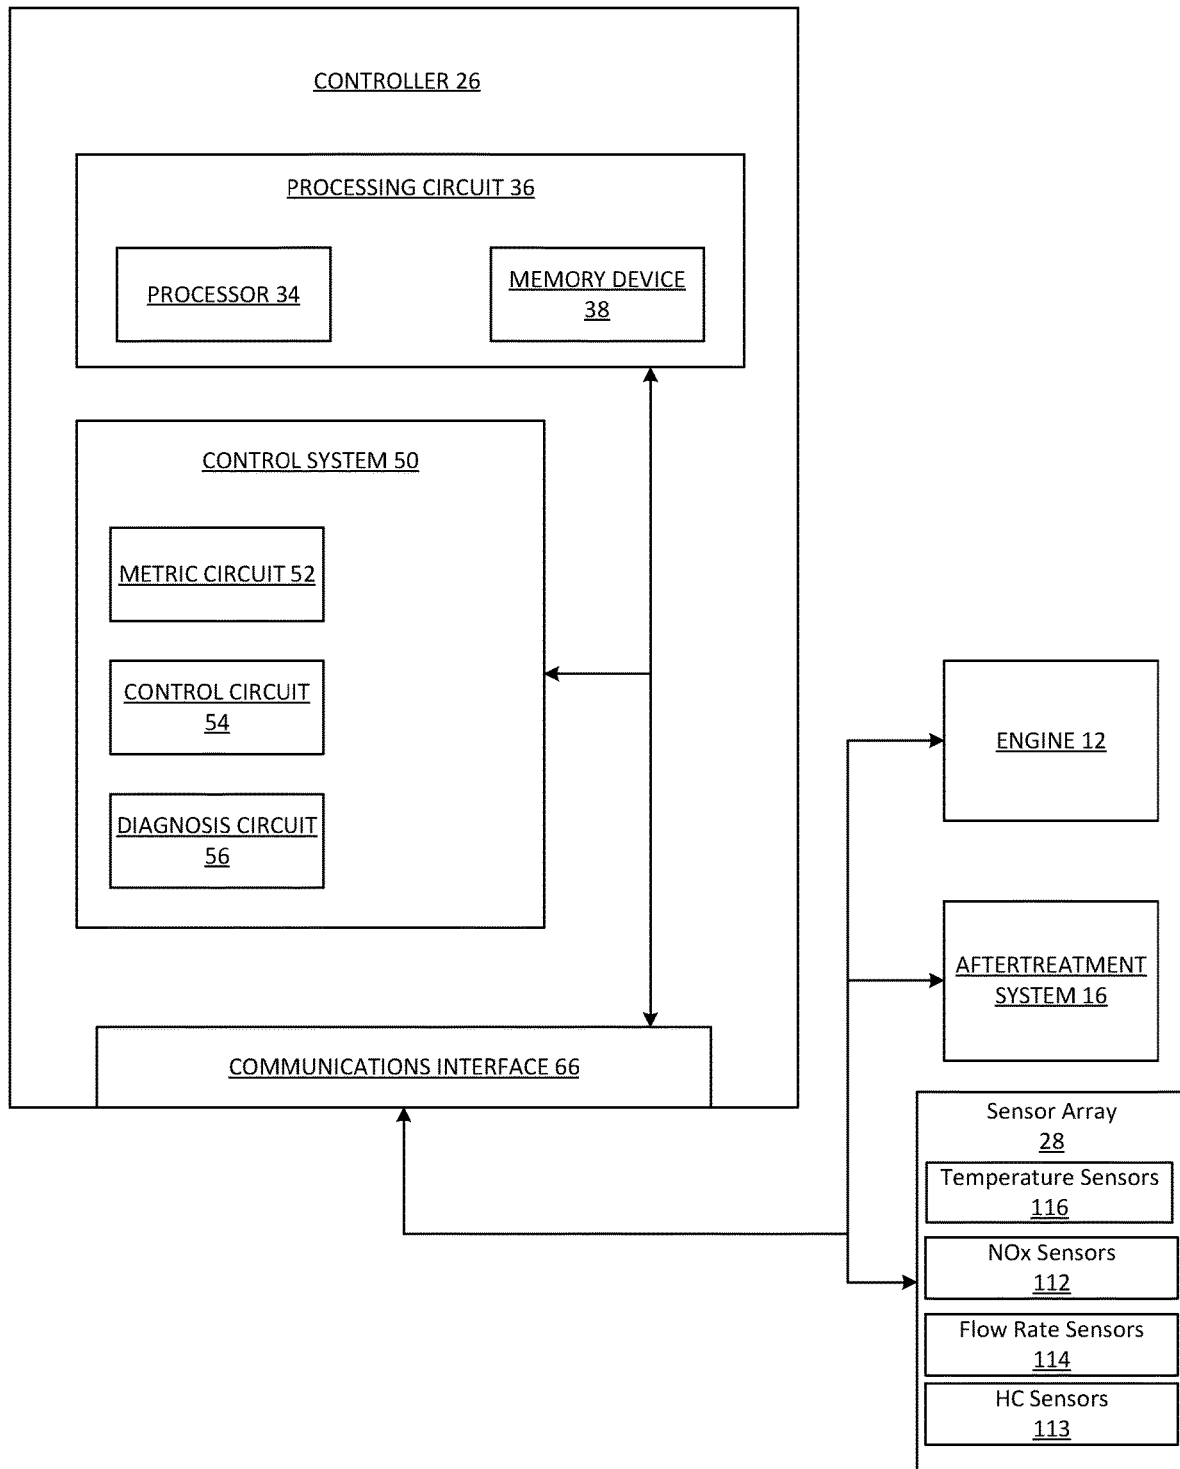 CONTROLLER 26
PROCESSING CIRCUIT 36
PROCESSOR 34
MEMORY DEVICE
38
CONTROL SYSTEM 50
METRIC CIRCUIT 52
CONTROL CIRCUIT
54
DIAGNOSIS CIRCUIT
56
COMMUNICATIONS INTERFACE 66
ENGINE 12
AFTERTREATMENT
SYSTEM 16
Sensor Array
28
Temperature Sensors
116
NOx Sensors
112
Flow Rate Sensors
114
HC Sensors
113